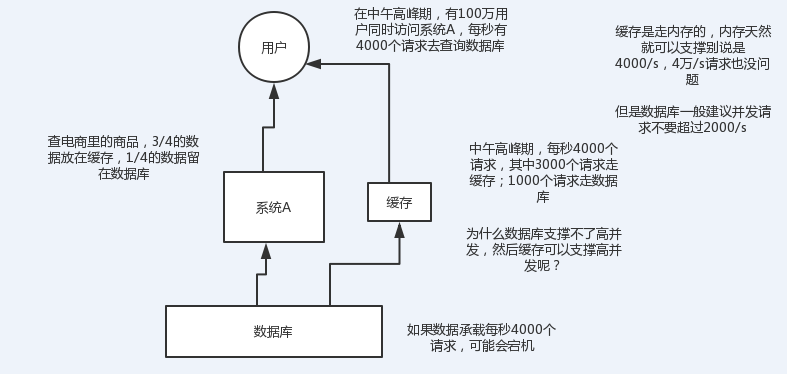 在中午高峰期，有100万用
户同时访问系统A，每秒有
4000个请求去查询数据库
用户
缓存是走内存的，内存天然
就可以支撑别说是
4000/s，4万/s请求也没问
题
但是数据库一般建议并发请
求不要超过2000/s
查电商里的商品，3/4的数
据放在缓存，1/4的数据留
在数据库
中午高峰期，每秒4000个
请求，其中3000个请求走
缓存；1000个请求走数据
库
系统A
缓存
为什么数据库支撑不了高并
发，然后缓存可以支撑高并
发呢？
数据库
如果数据承载每秒4000个
请求，可能会宕机